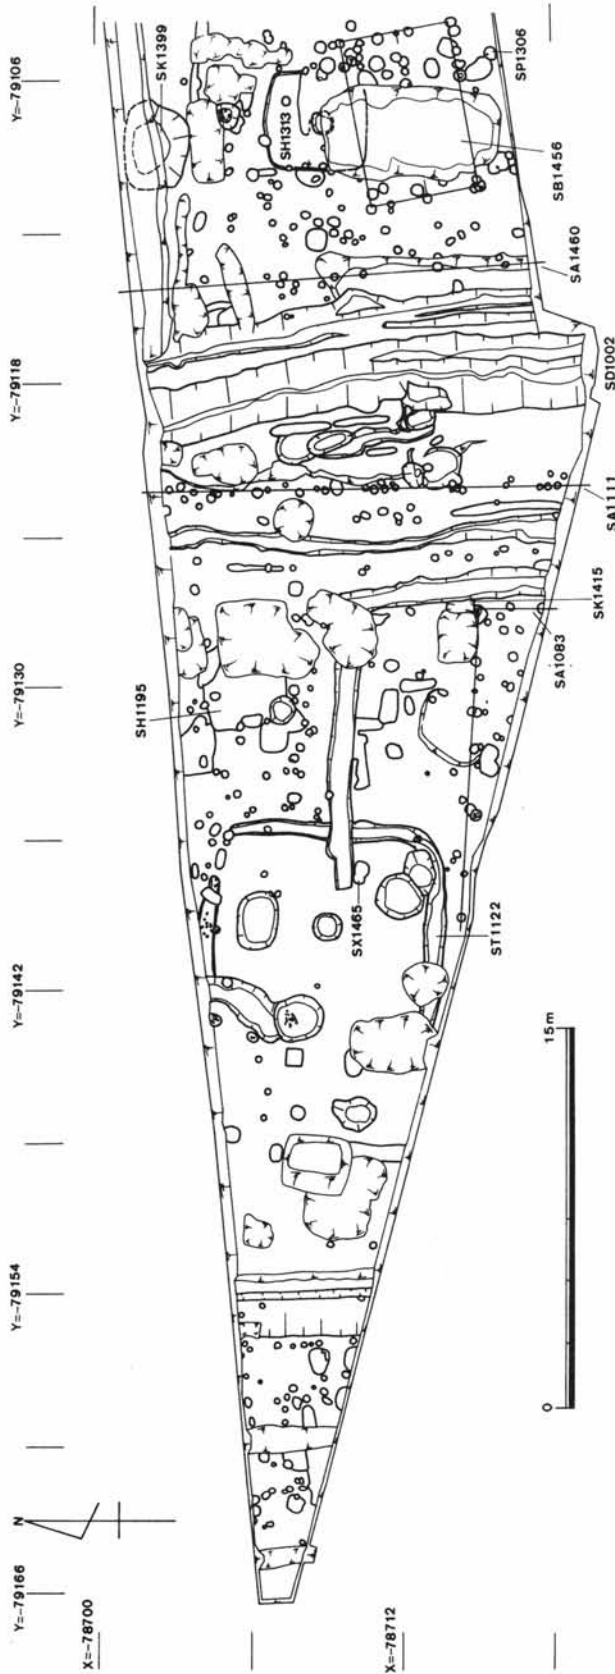 Y=-79166
Y=-79154
Y=-79142
Y=-79130
Y=-79118
Y=-79106
X=-78700
X=-78712
N
SK1399
SH1313
SP1306
SB1456
SA1460
SD1002
SA1111
SK1415
SA1083
SH1195
SX1465
ST1122
0
15m